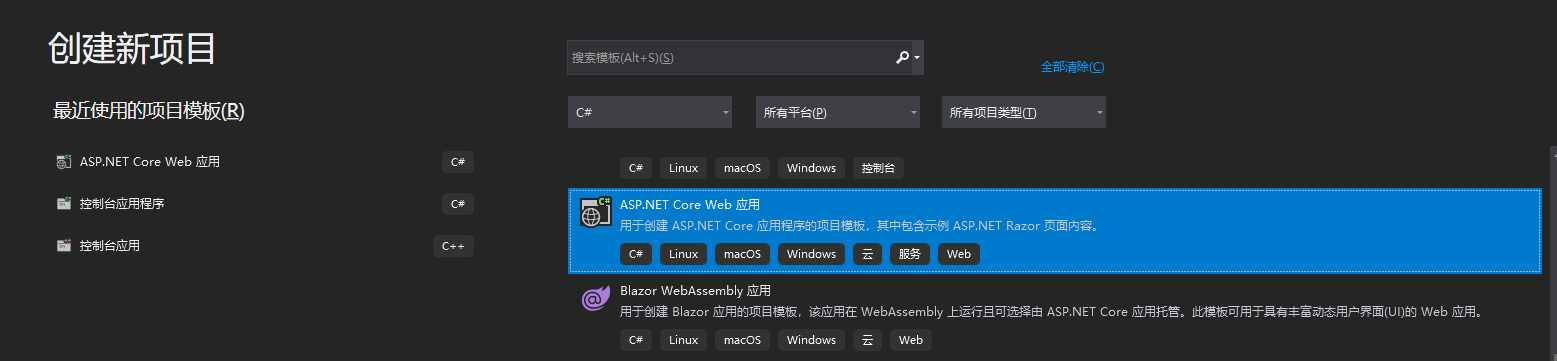 创建新项目
搜索模板(Alt+S)(S)
全部清除(C)
最近使用的项目模板(R)
C#
所有平台(P)
所有项目类型(T)
ASP.NET Core Web 应用
C#
控制台应用程序
C#
控制台应用
C++
C# Linux macOS Windows 控制台
ASP.NET Core Web 应用
用于创建 ASP.NET Core 应用程序的项目模板，其中包含示例 ASP.NET Razor 页面内容。
C# Linux macOS Windows 云 服务 Web
Blazor WebAssembly 应用
用于创建 Blazor 应用的项目模板，该应用在 WebAssembly 上运行且可选择由 ASP.NET Core 应用托管。此模板可用于具有丰富动态用户界面(UI)的 Web 应用。
C# Linux macOS Windows 云 Web